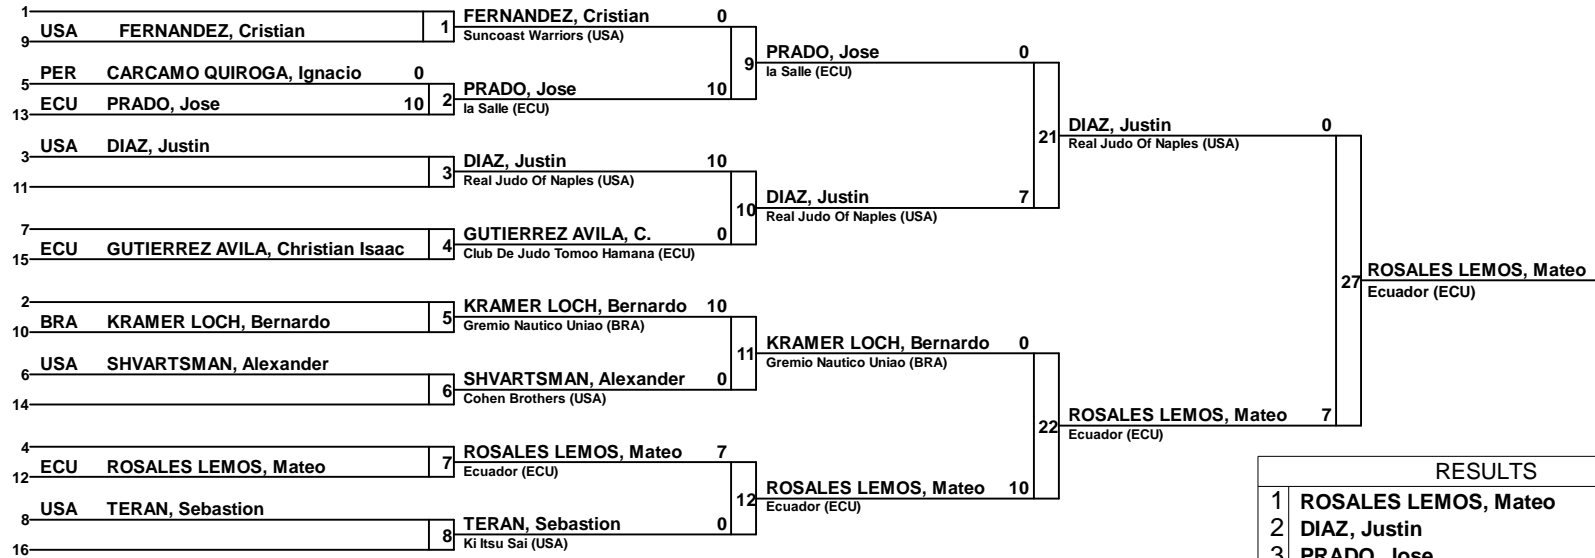 1
USA FERNANDEZ, Cristian
9
1
FERNANDEZ, Cristian 0
Suncoast Warriors (USA)
PER CARCAMO QUIROGA, Ignacio 0
5
ECU PRADO, Jose 10
13
2
PRADO, Jose 10
la Salle (ECU)
9
PRADO, Jose 0
la Salle (ECU)
USA DIAZ, Justin
3
11
3
DIAZ, Justin 10
Real Judo Of Naples (USA)
7
ECU GUTIERREZ AVILA, Christian Isaac
15
4
GUTIERREZ AVILA, C. 0
Club De Judo Tomoo Hamana (ECU)
10
DIAZ, Justin 7
Real Judo Of Naples (USA)
21
DIAZ, Justin 0
Real Judo Of Naples (USA)
2
BRA KRAMER LOCH, Bernardo
10
5
KRAMER LOCH, Bernardo 10
Gremio Nautico Uniao (BRA)
USA SHVARTSMAN, Alexander
6
14
6
SHVARTSMAN, Alexander 0
Cohen Brothers (USA)
11
KRAMER LOCH, Bernardo 0
Gremio Nautico Uniao (BRA)
4
ECU ROSALES LEMOS, Mateo
12
7
ROSALES LEMOS, Mateo 7
Ecuador (ECU)
USA TERAN, Sebastion
8
16
8
TERAN, Sebastion 0
Ki Itsu Sai (USA)
12
ROSALES LEMOS, Mateo 10
Ecuador (ECU)
22
ROSALES LEMOS, Mateo 7
Ecuador (ECU)
27
ROSALES LEMOS, Mateo
Ecuador (ECU)
RESULTS
1 ROSALES LEMOS, Mateo
2 DIAZ, Justin
3 PRADO, Jose